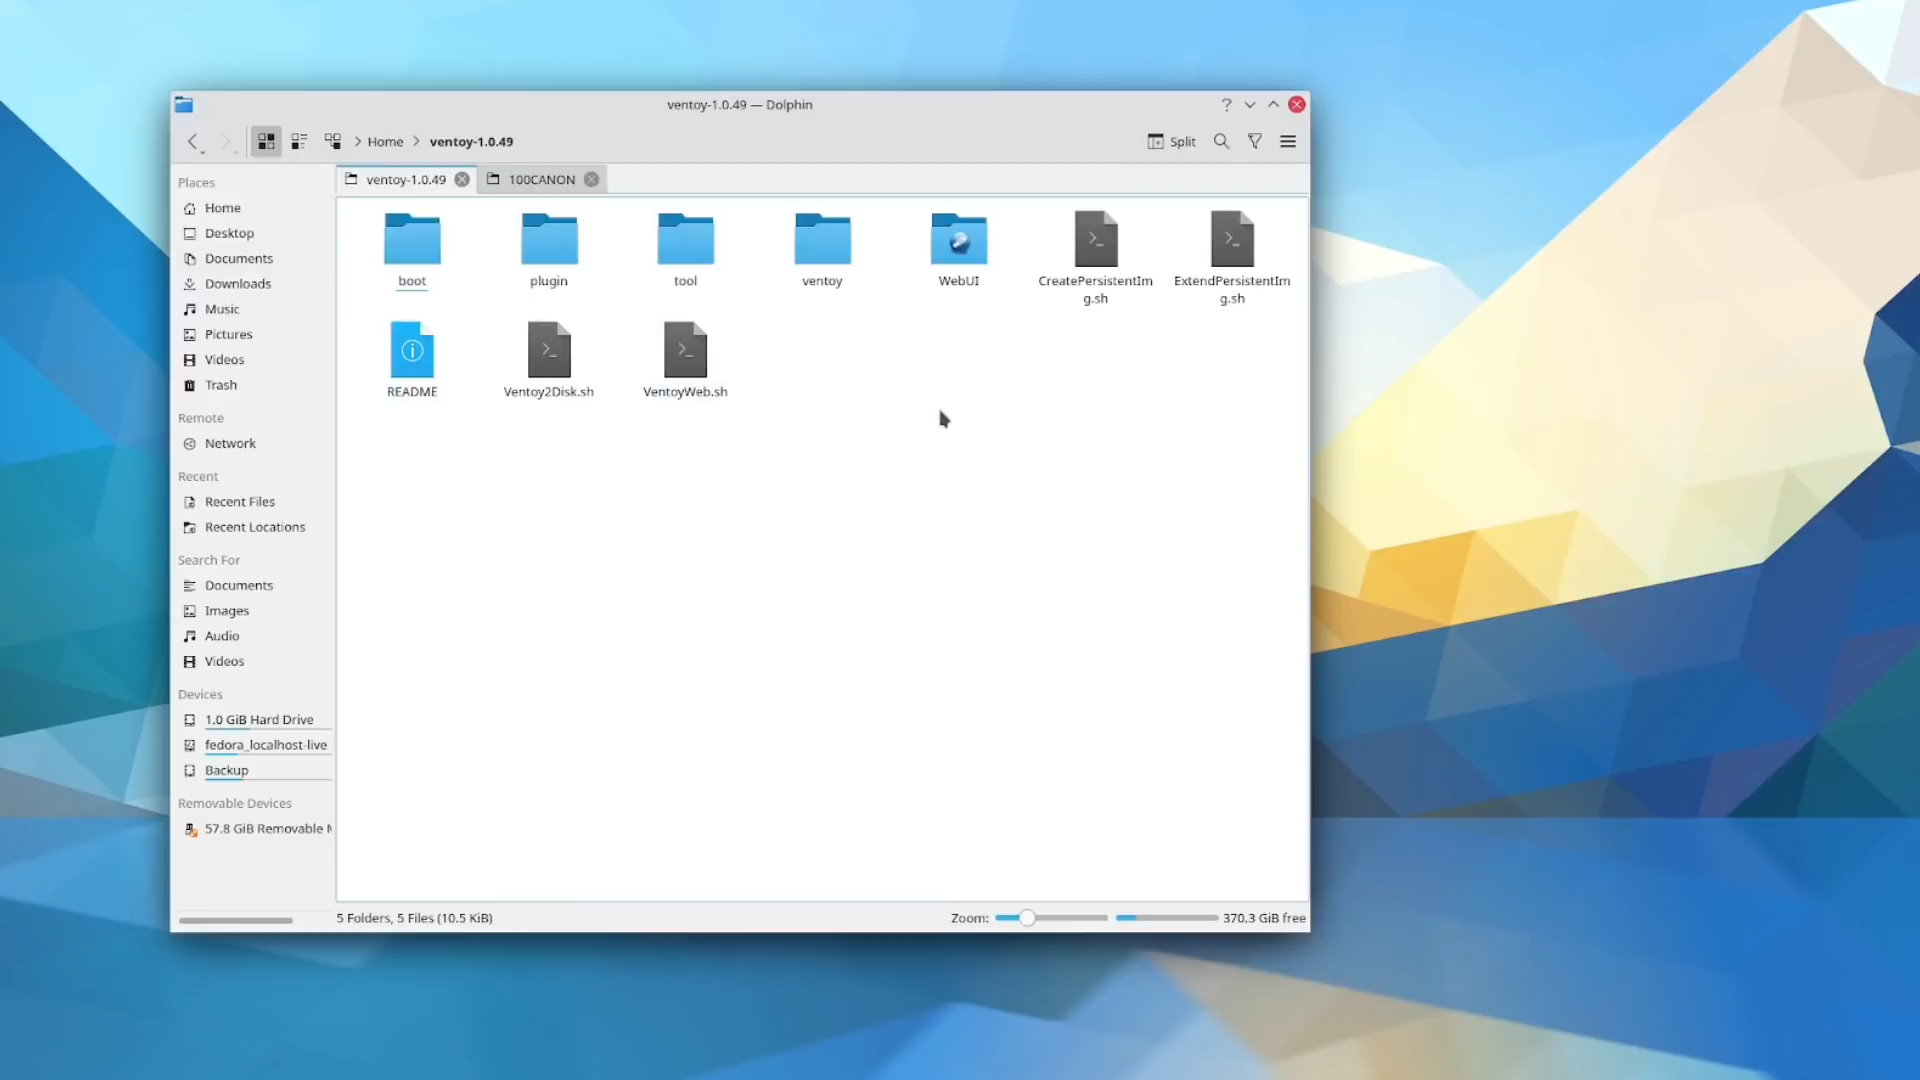 ventoy-1.0.49 — Dolphin
Home
ventoy-1.0.49
Split
Places
Home
Desktop
Documents
Downloads
Music
Pictures
Videos
Trash
Remote
Network
Recent
Recent Files
Recent Locations
Search For
Documents
Images
Audio
Videos
Devices
1.0 GiB Hard Drive
fedora_localhost-live
Backup
Removable Devices
57.8 GiB Removable
ventoy-1.0.49
100CANON
boot
plugin
tool
ventoy
WebUI
CreatePersistentIm
g.sh
ExtendPersistentIm
g.sh
README
Ventoy2Disk.sh
VentoyWeb.sh
5 Folders, 5 Files (10.5 KiB)
Zoom:
370.3 GiB free